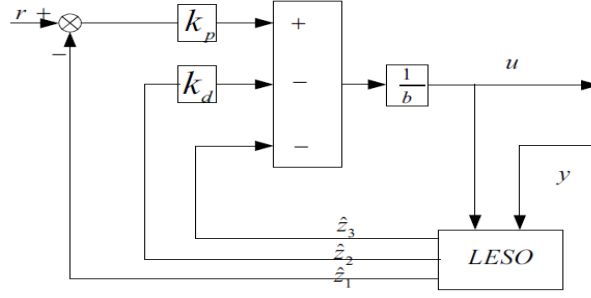 r + k_p +
−
k_d − 1/b u
−
y
ẑ_3
ẑ_2 LESO
ẑ_1